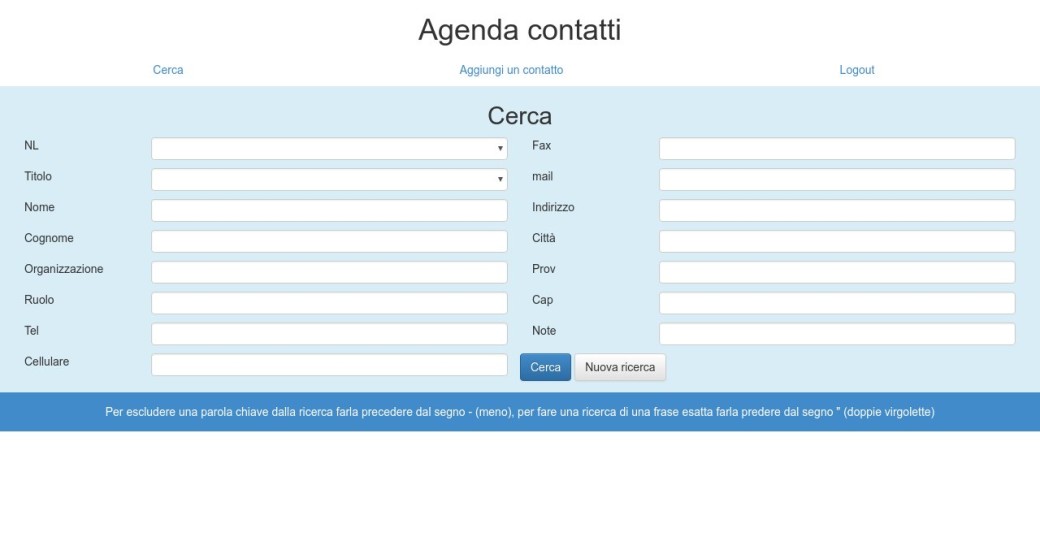 Agenda contatti
Cerca Aggiungi un contatto Logout
Cerca
NL
Titolo
Nome
Cognome
Organizzazione
Ruolo
Tel
Cellulare
Fax
mail
Indirizzo
Città
Prov
Cap
Note
Cerca Nuova ricerca
Per escludere una parola chiave dalla ricerca farla precedere dal segno - (meno), per fare una ricerca di una frase esatta farla predere dal segno " (doppie virgolette)